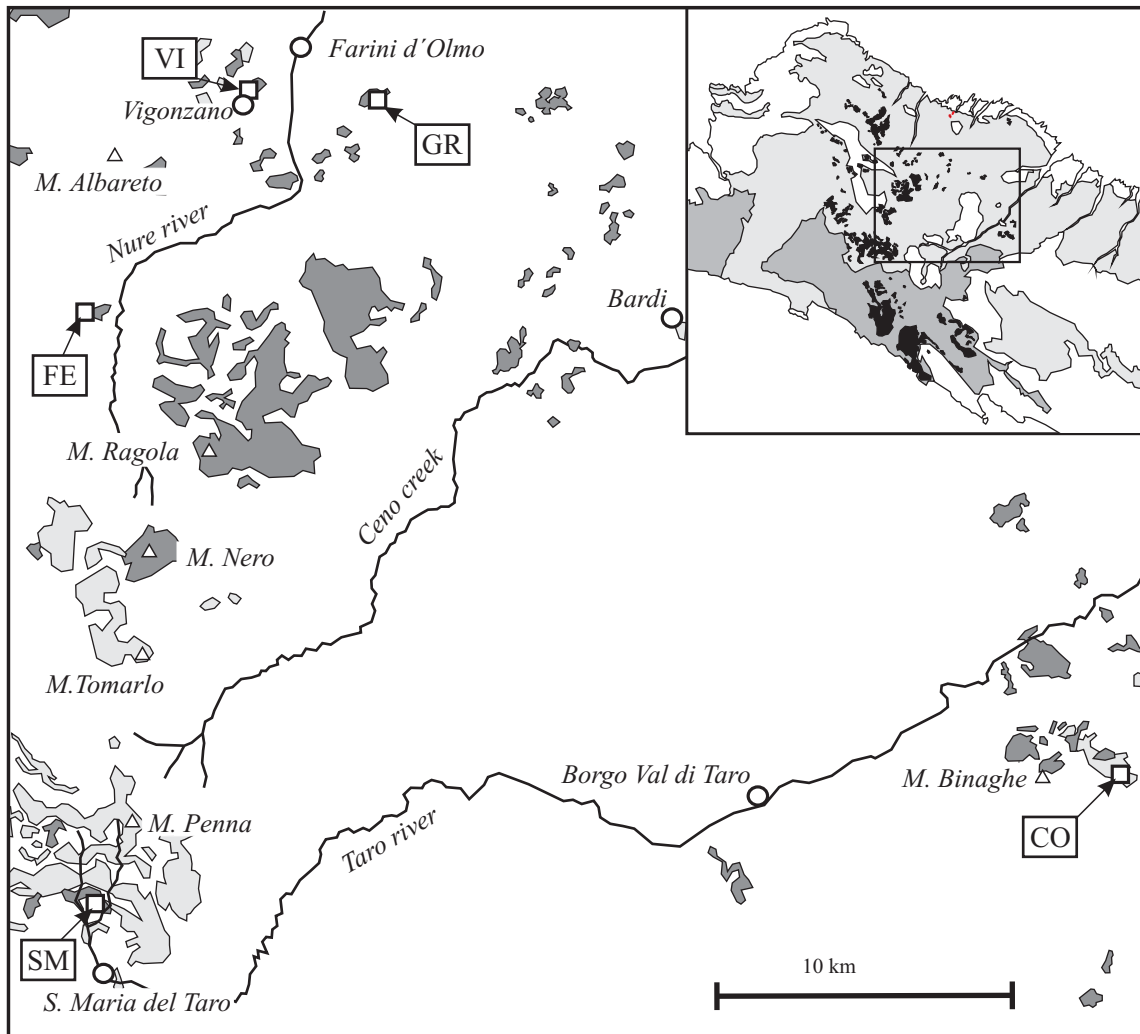 Farini d´Olmo
VI
Vigonzano
GR
M. Albareto
Nure river
Bardi
FE
M. Ragola
Ceno creek
M. Nero
M.Tomarlo
Borgo Val di Taro
M. Binaghe
M. Penna
Taro river
CO
SM
10 km
S. Maria del Taro